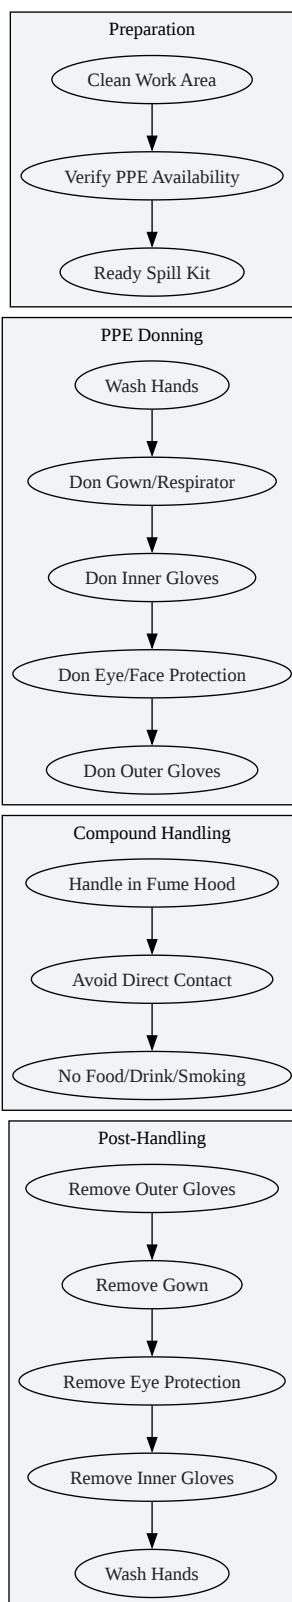 Preparation
Clean Work Area
Verify PPE Availability
Ready Spill Kit
PPE Donning
Wash Hands
Don Gown/Respirator
Don Inner Gloves
Don Eye/Face Protection
Don Outer Gloves
Compound Handling
Handle in Fume Hood
Avoid Direct Contact
No Food/Drink/Smoking
Post-Handling
Remove Outer Gloves
Remove Gown
Remove Eye Protection
Remove Inner Gloves
Wash Hands